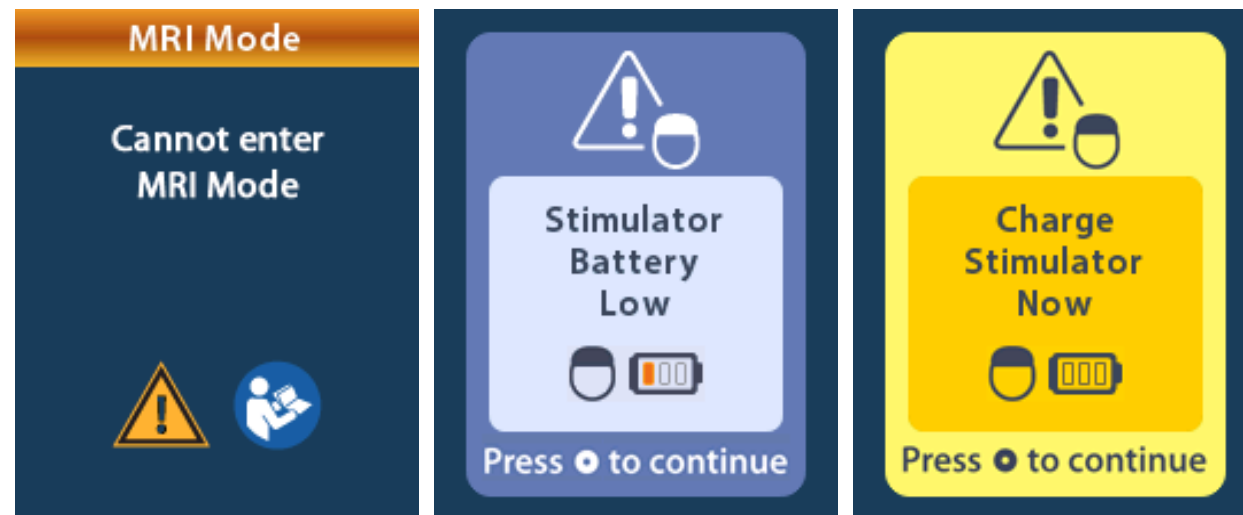 MRI Mode
Cannot enter
MRI Mode
Stimulator
Battery
Low
Press to continue
Charge
Stimulator
Now
Press to continue